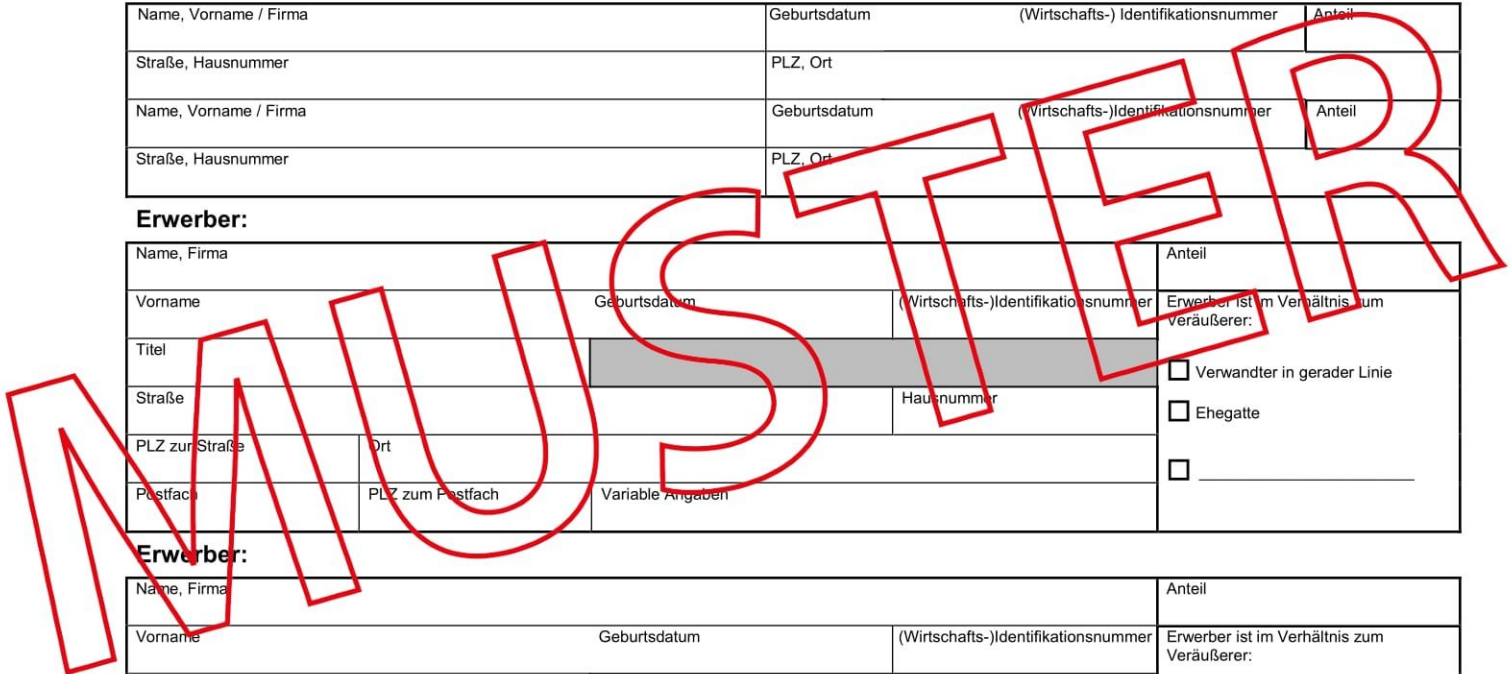 Name, Vorname / Firma Geburtsdatum (Wirtschafts-) Identifikationsnummer Anteil
Straße, Hausnummer PLZ, Ort
Name, Vorname / Firma Geburtsdatum (Wirtschafts-)Identifikationsnummer Anteil
Straße, Hausnummer PLZ, Ort
Erwerber:
Name, Firma Anteil
Vorname Geburtsdatum (Wirtschafts-)Identifikationsnummer Erwerber ist im Verhältnis zum
Veräußerer:
Titel
Verwandter in gerader Linie
Straße Hausnummer
Ehegatte
PLZ zur Straße Ort
Postfach PLZ zum Postfach Variable Angaben
Erwerber:
Name, Firma Anteil
Vorname Geburtsdatum (Wirtschafts-)Identifikationsnummer Erwerber ist im Verhältnis zum
Veräußerer:
MUSTER